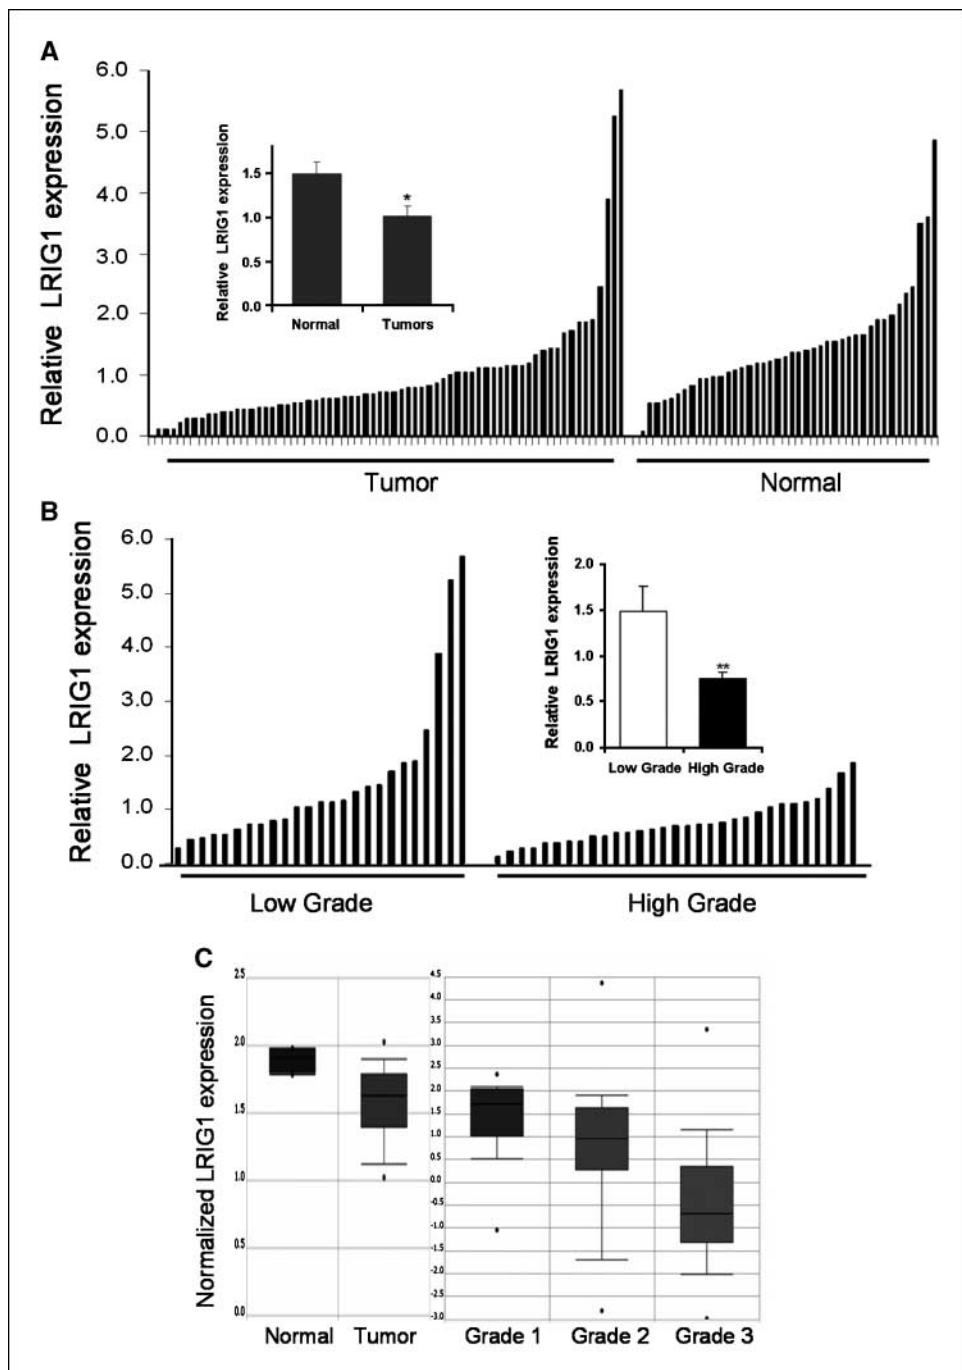 A
Relative LRIG1 expression
6.0
5.0
4.0
3.0
2.0
1.0
0.0
Relative LRIG1 expression
1.5
1.0
0.5
0.0
*
Normal
Tumors
Tumor
Normal
B
Relative LRIG1 expression
6.0
5.0
4.0
3.0
2.0
1.0
0.0
Relative LRIG1 expression
2.0
1.5
1.0
0.5
0.0
**
Low Grade
High Grade
Low Grade
High Grade
C
Normalized LRIG1 expression
2.5
2.0
1.5
1.0
0.5
0.0
4.5
4.0
3.5
3.0
2.5
2.0
1.5
1.0
0.5
0.0
-0.5
-1.0
-1.5
-2.0
-2.5
-3.0
Normal
Tumor
Grade 1
Grade 2
Grade 3